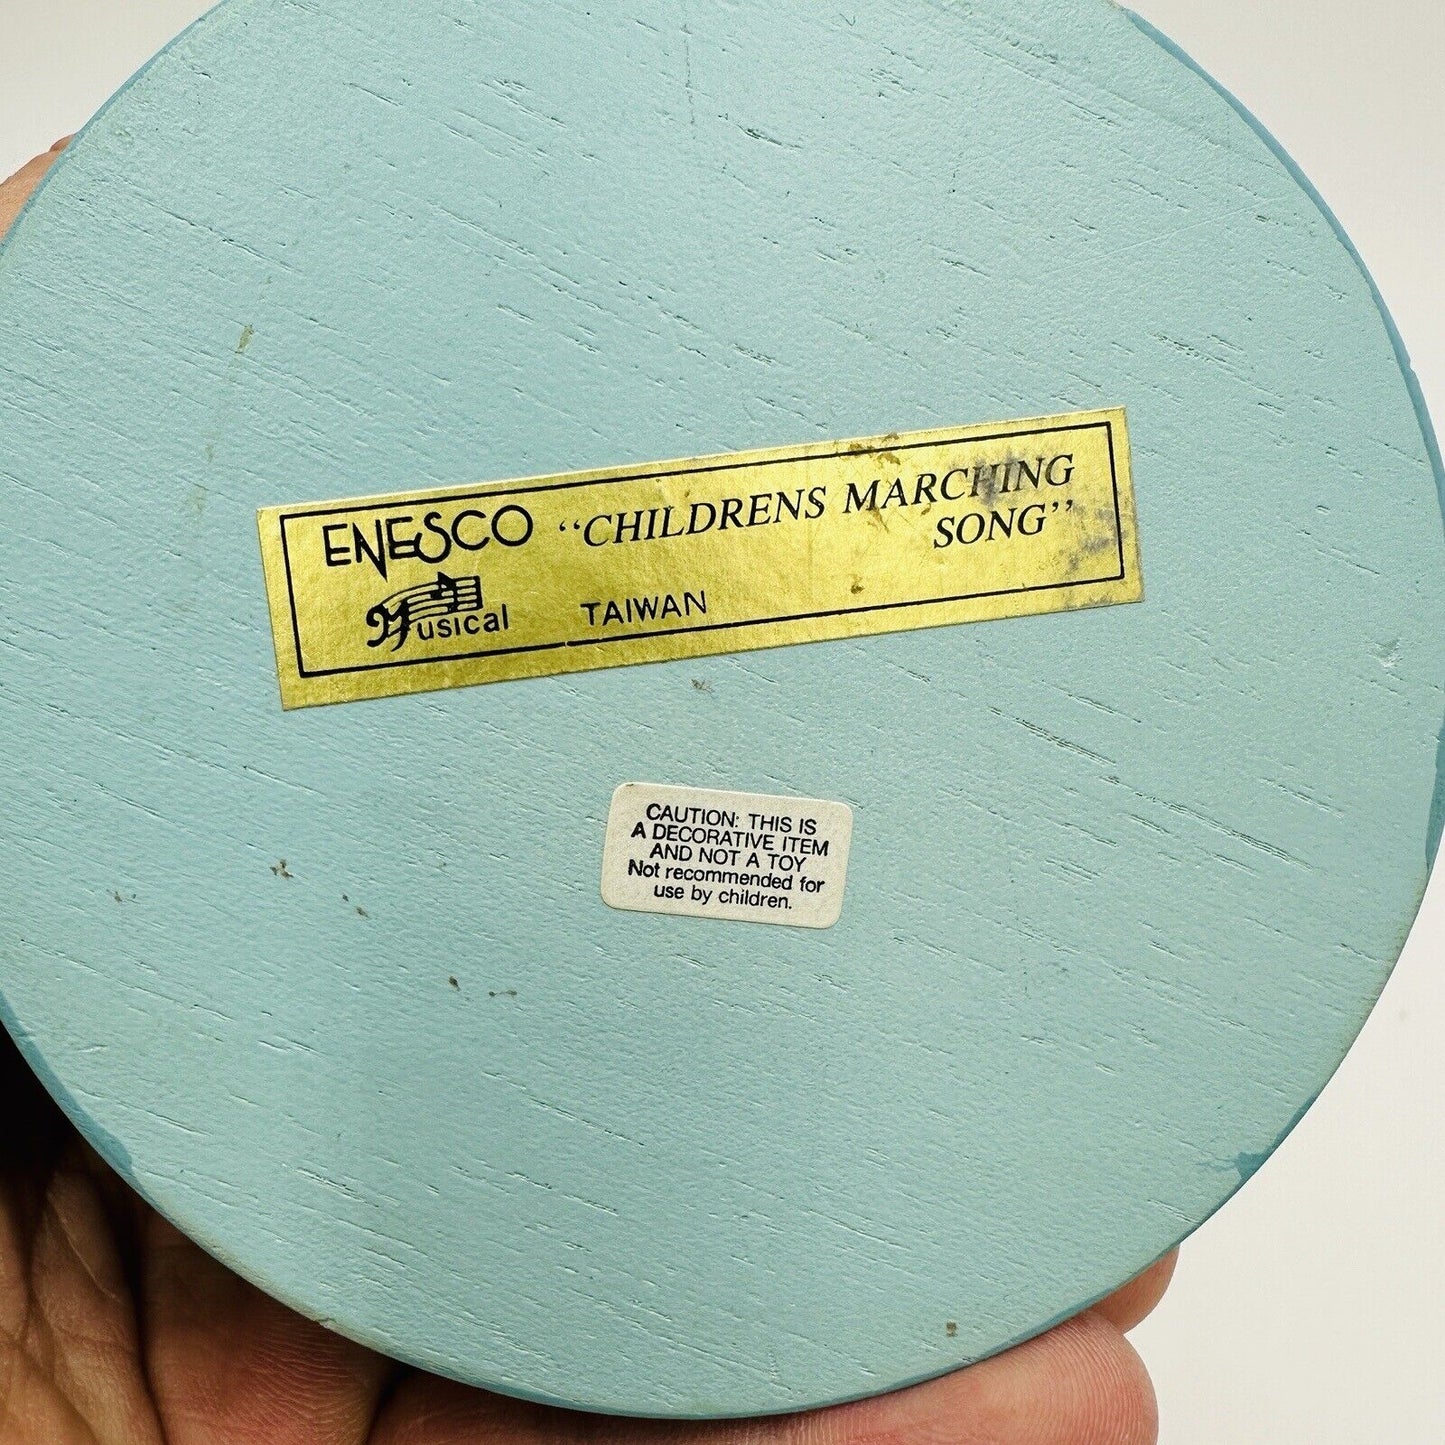 ENESCO "CHILDRENS MARCHING
SONG"
Musical TAIWAN
CAUTION: THIS IS
A DECORATIVE ITEM
AND NOT A TOY
Not recommended for
use by children.